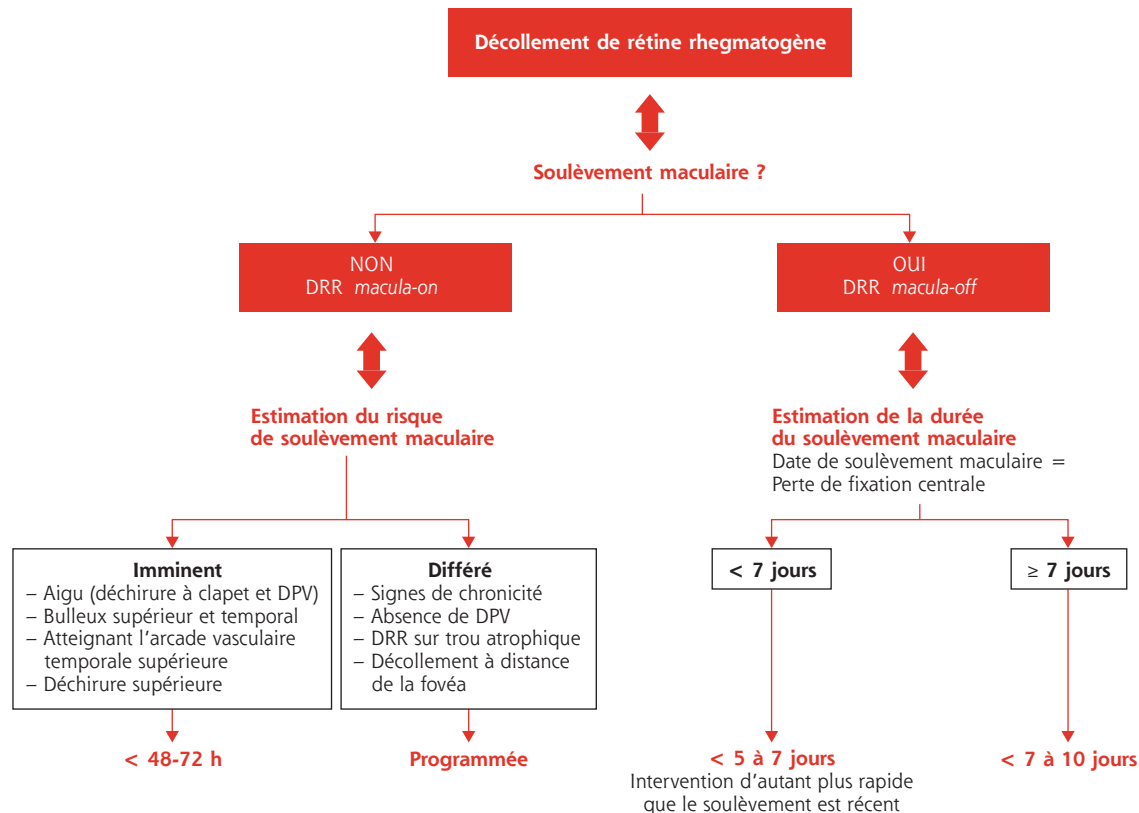 Décollement de rétine rhegmatogène
Soulèvement maculaire ?
NON
DRR macula-on
OUI
DRR macula-off
Estimation du risque
de soulèvement maculaire
Estimation de la durée
du soulèvement maculaire
Date de soulèvement maculaire =
Perte de fixation centrale
Imminent
– Aigu (déchirure à clapet et DPV)
– Bulleux supérieur et temporal
– Atteignant l'arcade vasculaire
temporale supérieure
– Déchirure supérieure
Différé
– Signes de chronicité
– Absence de DPV
– DRR sur trou atrophique
– Décollement à distance
de la fovéa
< 7 jours
≥ 7 jours
< 48-72 h
Programmée
< 5 à 7 jours
Intervention d'autant plus rapide
que le soulèvement est récent
< 7 à 10 jours